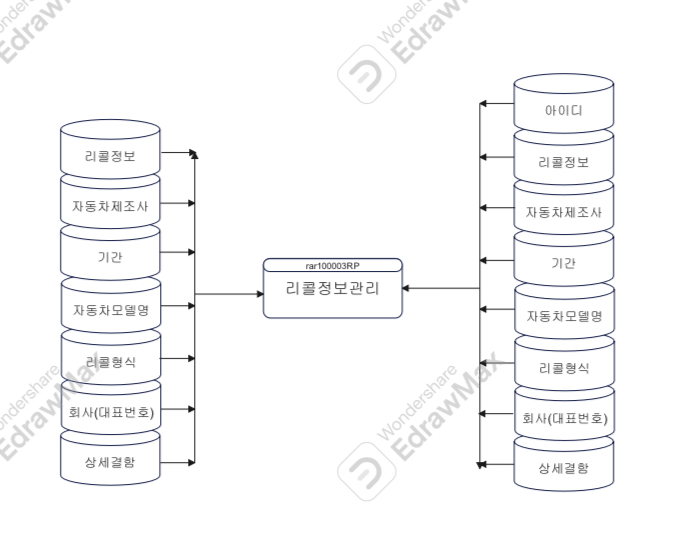 Wondershare
EdrawMax
리콜정보
자동차제조사
기간
자동차모델명
리콜형식
회사(대표번호)
상세결함
rar100003RP
리콜정보관리
아이디
리콜정보
자동차제조사
기간
자동차모델명
리콜형식
회사(대표번호)
상세결함
Wondershare
EdrawMax